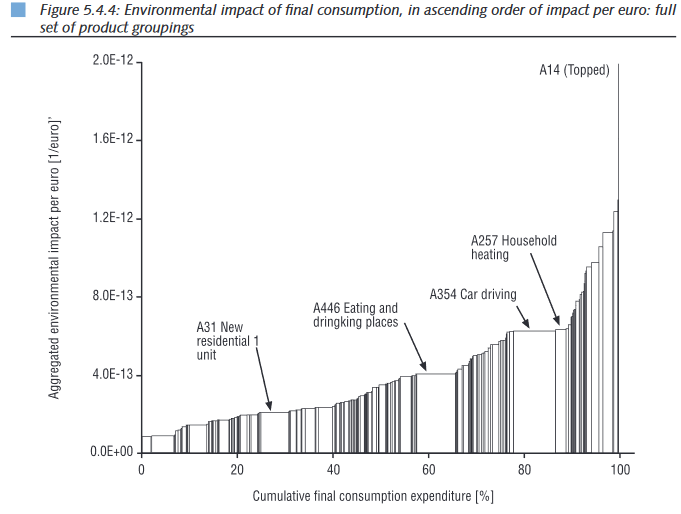 Figure 5.4.4: Environmental impact of final consumption, in ascending order of impact per euro: full
set of product groupings
2.0E-12
A14 (Topped)
1.6E-12
1.2E-12
A257 Household
heating
8.0E-13
A354 Car driving
A446 Eating and
dringking places
A31 New
residential 1
unit
4.0E-13
0.0E+00
0
20
40
60
80
100
Aggregated environmental impact per euro [1/euro]'
Cumulative final consumption expenditure [%]